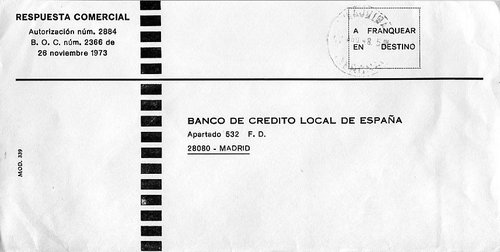 RESPUESTA COMERCIAL
Autorización núm. 2884
B. O. C. núm. 2366 de
26 noviembre 1973
A FRANQUEAR
EN DESTINO
BANCO DE CREDITO LOCAL DE ESPAÑA
Apartado 532 F. D.
28080 - MADRID
MOD. 339